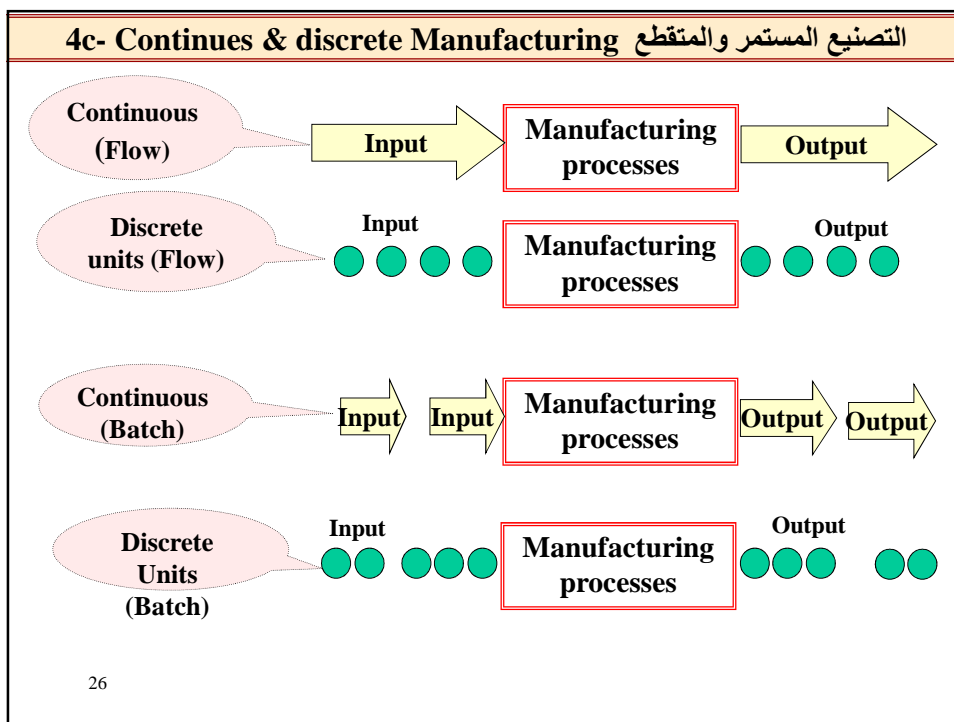 4c- Continues & discrete Manufacturing التصنيع المستمر والمتقطع
Continuous
(Flow)
Input
Manufacturing
processes
Output
Discrete
units (Flow)
Input
Manufacturing
processes
Output
Continuous
(Batch)
Input
Input
Manufacturing
processes
Output
Output
Discrete
Units
(Batch)
Input
Manufacturing
processes
Output
26